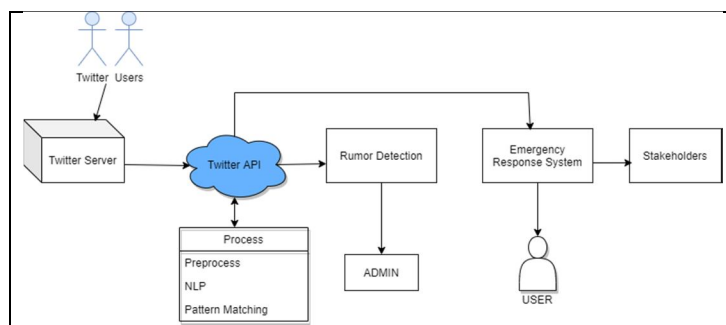 Twitter Users
Twitter Server
Twitter API
Rumor Detection
Emergency
Response System
Stakeholders
Process
Preprocess
NLP
Pattern Matching
ADMIN
USER